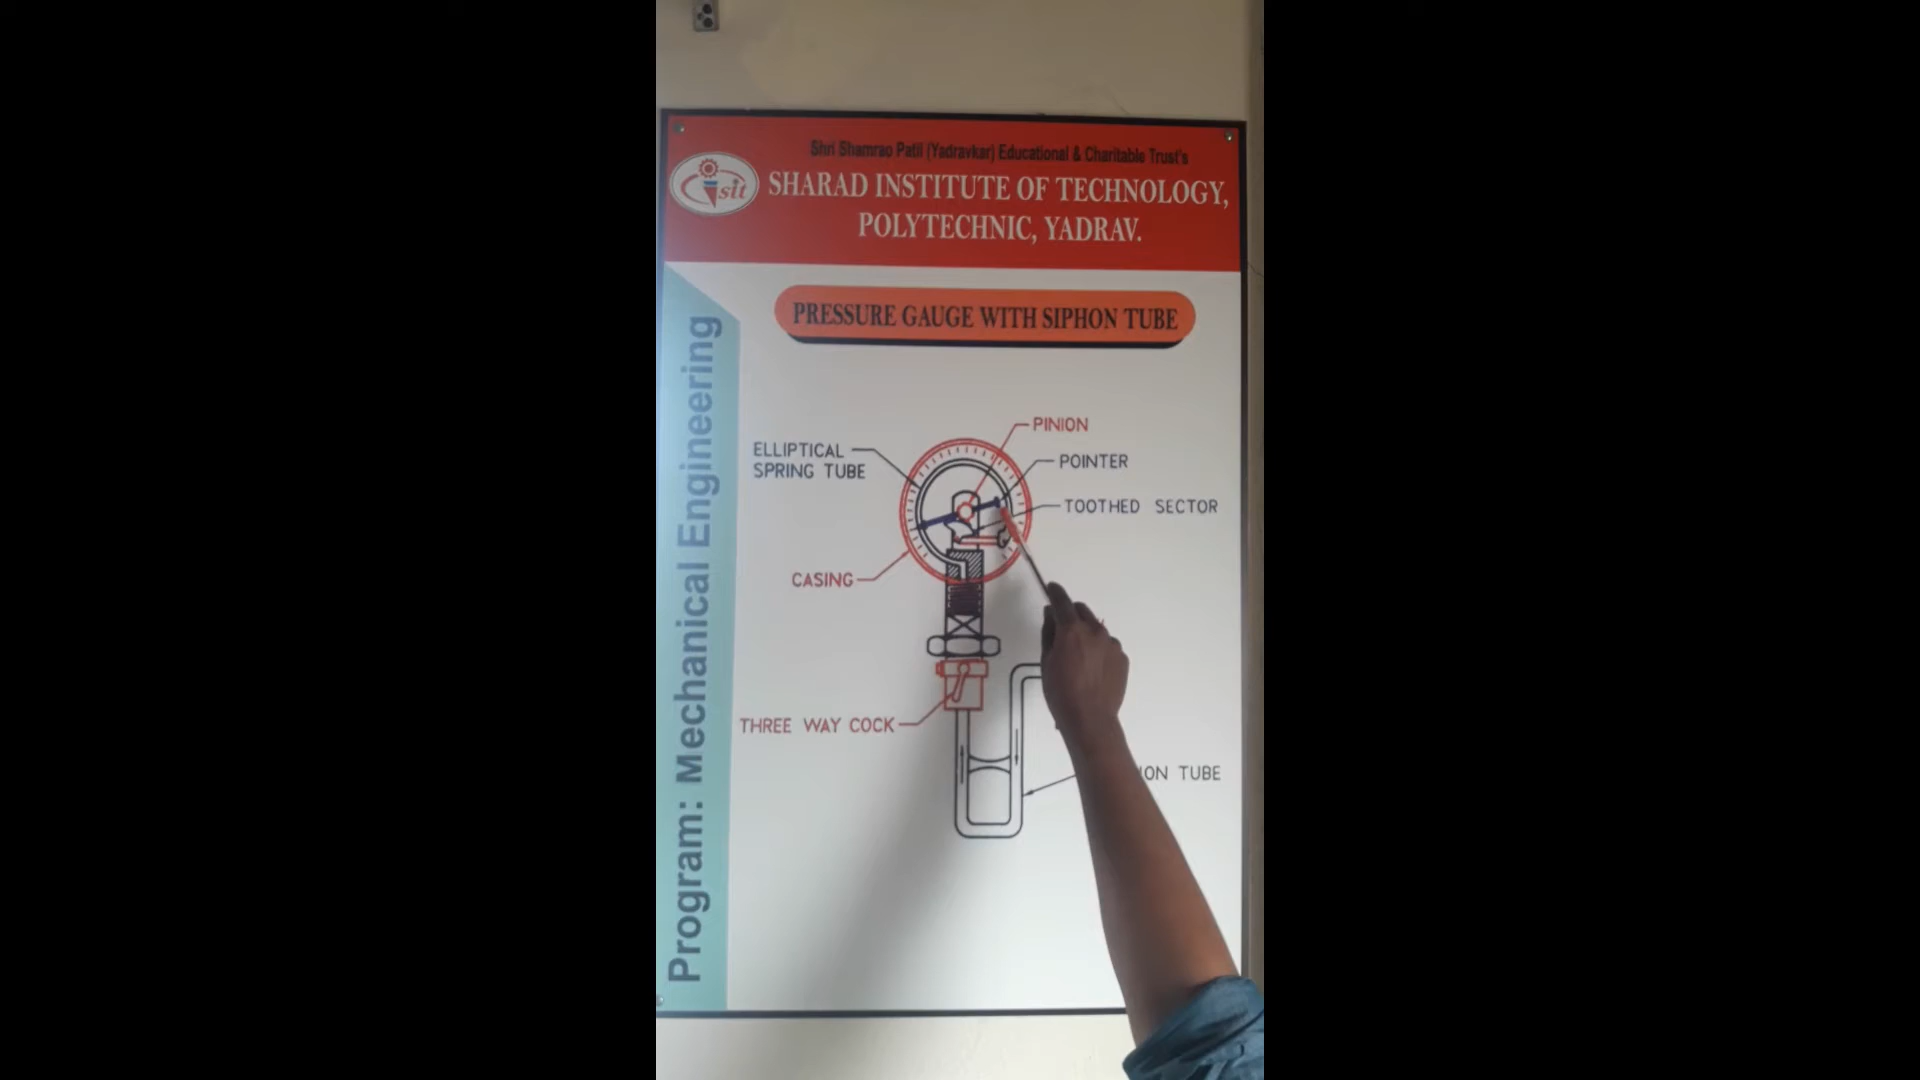 Shri Shamrao Patil (Yadravkar) Educational & Charitable Trust's
sit
SHARAD INSTITUTE OF TECHNOLOGY,
POLYTECHNIC, YADRAV.
PRESSURE GAUGE WITH SIPHON TUBE
Program: Mechanical Engineering
PINION
ELLIPTICAL
SPRING TUBE
POINTER
TOOTHED SECTOR
CASING
THREE WAY COCK
TUBE